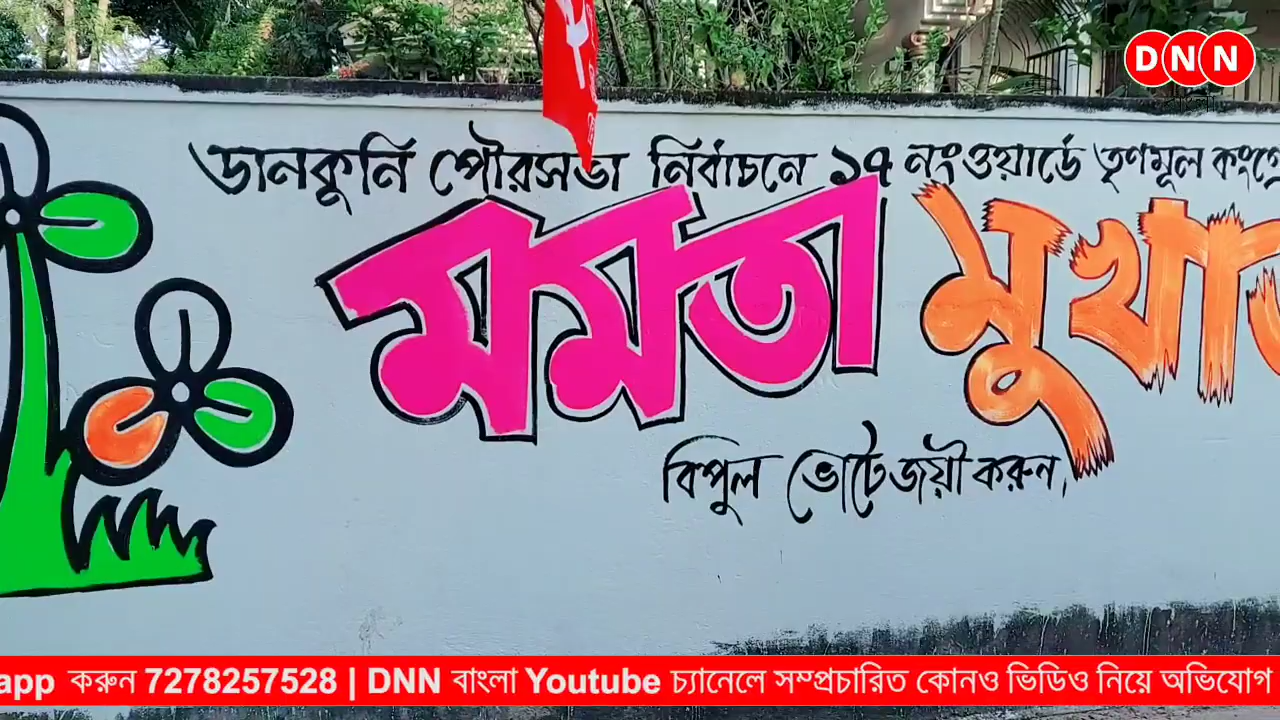 DNN
বাংলা
ডানকুনি পৌরসভা নির্বাচনে ১৭ নংওয়ার্ডে তৃণমূল কংগ্রে
মমতা মুখা
বিপুল ভোটে জয়ী করুন,
app করুন 7278257528 | DNN বাংলা Youtube চ্যানেলে সম্প্রচারিত কোনও ভিডিও নিয়ে অভিযোগ